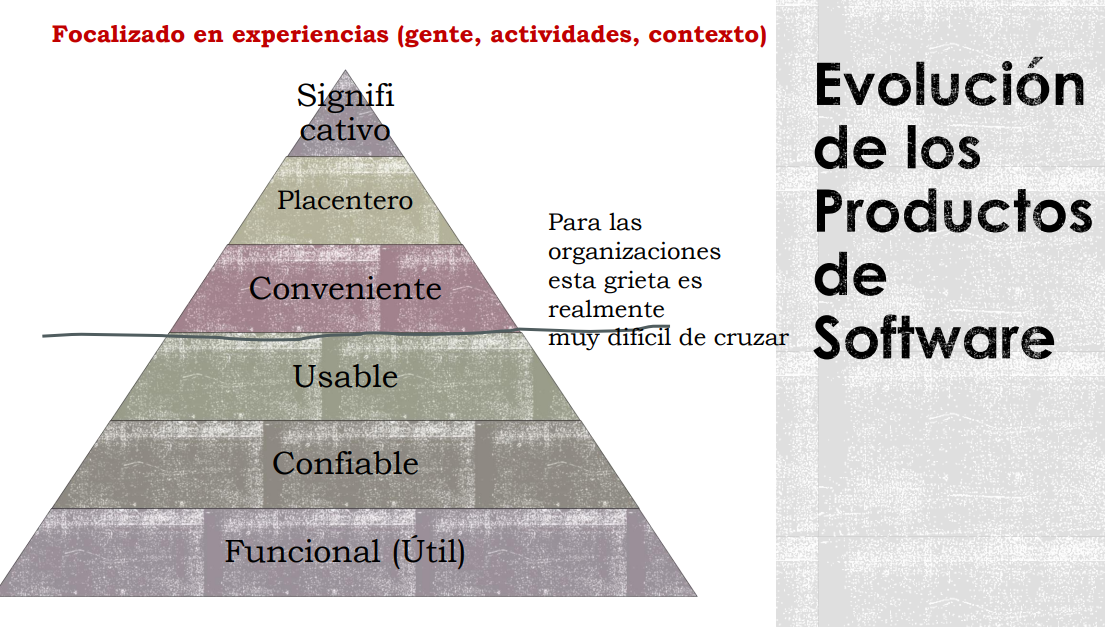 Focalizado en experiencias (gente, actividades, contexto)
Signifi
cativo
Placentero
Conveniente
Usable
Confiable
Funcional (Útil)
Para las
organizaciones
esta grieta es
realmente
muy difícil de cruzar
Evolución
de los
Productos
de
Software